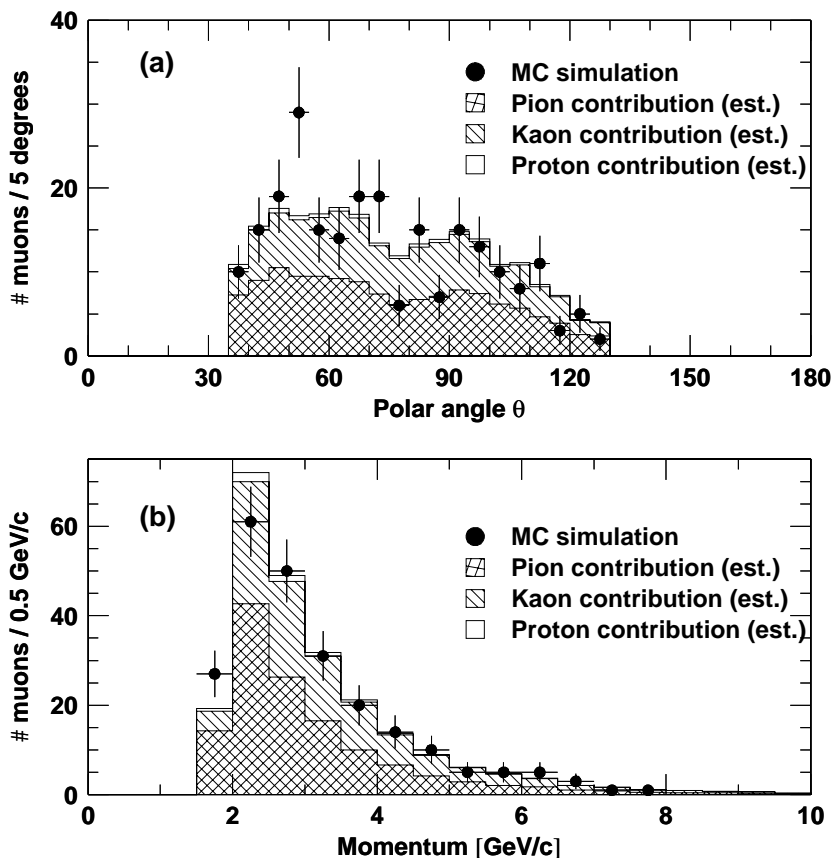 40
(a)
MC simulation
Pion contribution (est.)
Kaon contribution (est.)
Proton contribution (est.)
# muons / 5 degrees
20
0
0 30 60 90 120 150 180
Polar angle θ
(b)
MC simulation
Pion contribution (est.)
Kaon contribution (est.)
Proton contribution (est.)
# muons / 0.5 GeV/c
60
40
20
0
0 2 4 6 8 10
Momentum [GeV/c]